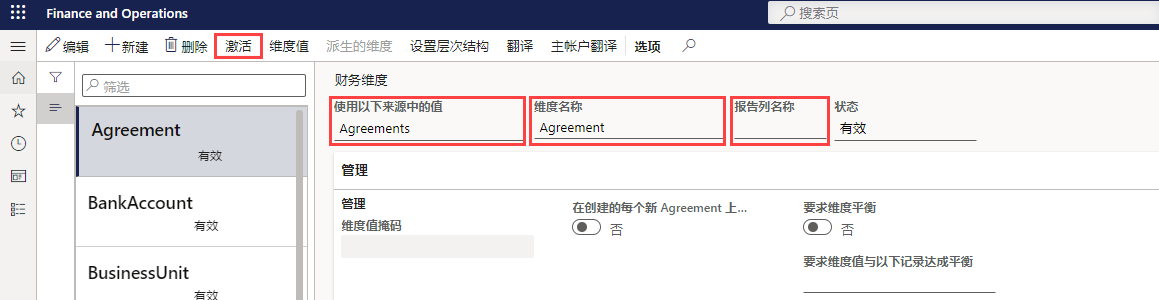 Finance and Operations
搜索页
编辑 新建 删除 激活 维度值 派生的维度 设置层次结构 翻译 主帐户翻译 选项
筛选
Agreement
有效
BankAccount
有效
BusinessUnit
有效
财务维度
使用以下来源中的值 维度名称 报告列名称 状态
Agreements Agreement 有效
管理
管理
维度值掩码
在创建的每个新 Agreement 上...
否
要求维度平衡
否
要求维度值与以下记录达成平衡